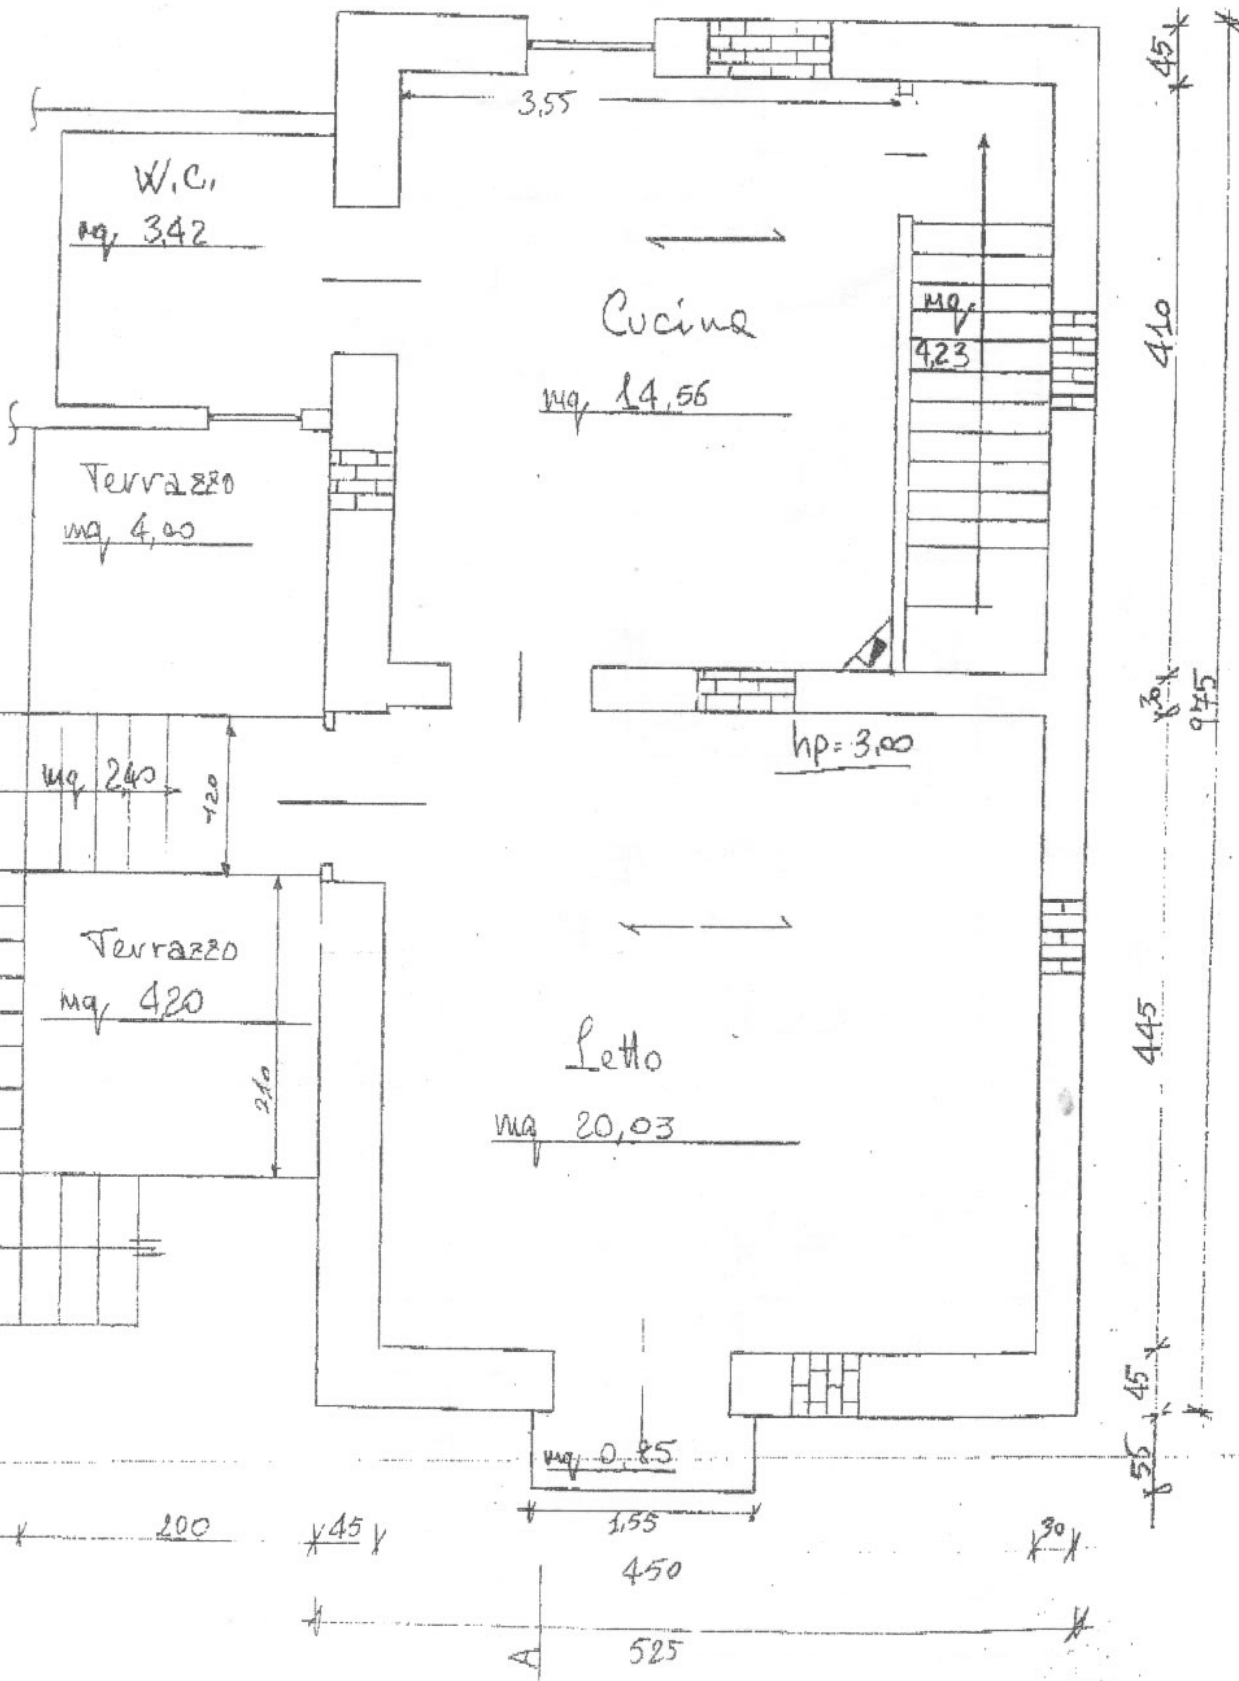 45
3,55
W.C.
mq 3,42
410
Cucina
mq.
4,23
mq 14,56
Terrazzo
mq 4,00
30
975
hp=3,00
mq 2,40
120
Terrazzo
mq 4,20
445
Letto
210
mq 20,03
45
mq 0,85
55
200
45
1,55
30
450
525
A